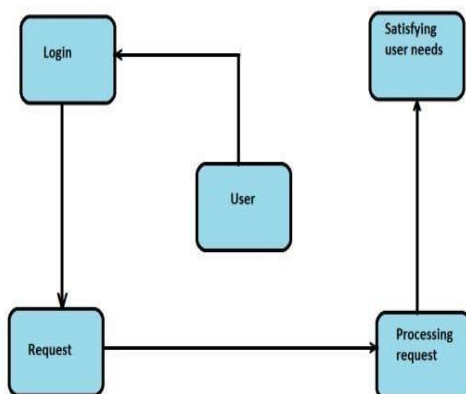 Login
Satisfying
user needs
User
Request
Processing
request